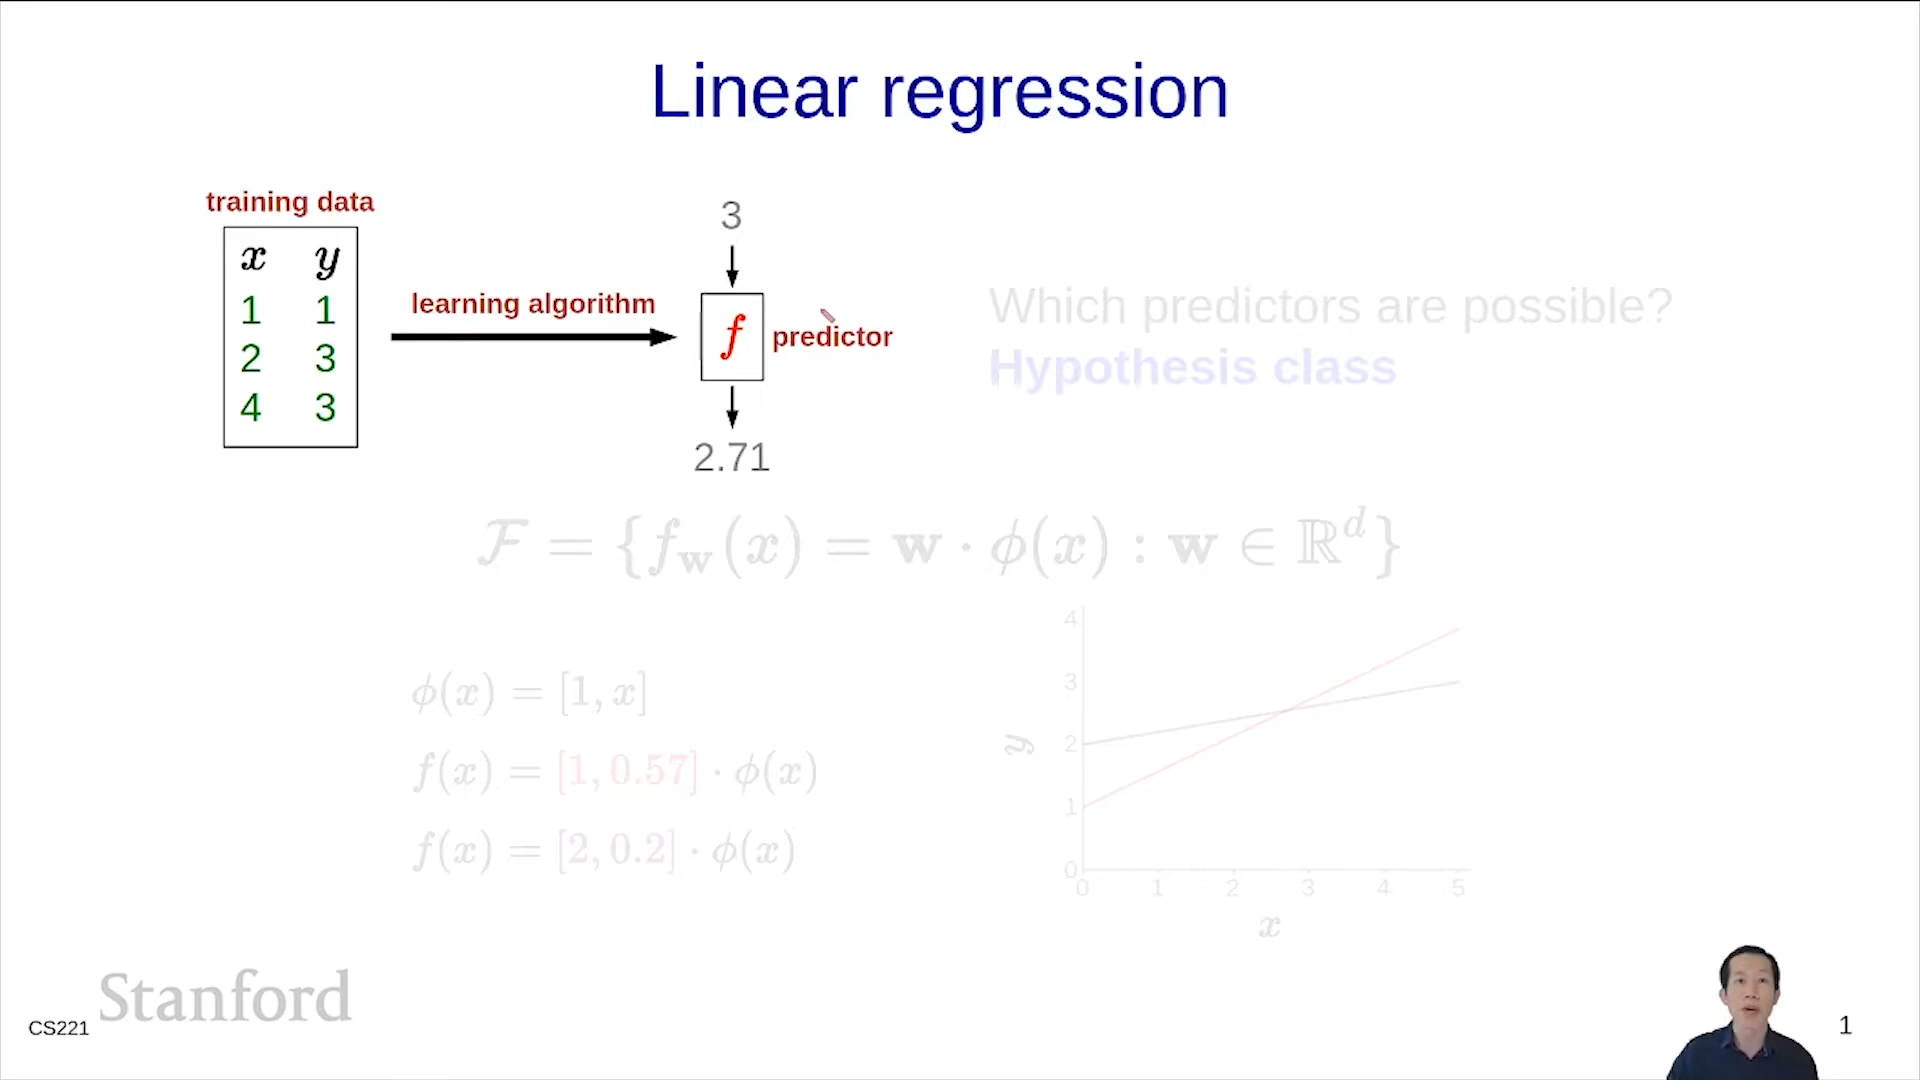 Linear regression
training data
x y
1 1
2 3
4 3
learning algorithm
3
f
predictor
2.71
Which predictors are possible?
Hypothesis class
ℱ = {f_w(x) = w · ϕ(x) : w ∈ ℝ^d}
ϕ(x) = [1, x]
f(x) = [1, 0.57] · ϕ(x)
f(x) = [2, 0.2] · ϕ(x)
4
3
2
1
0
y
0 1 2 3 4 5
x
Stanford
CS221
1